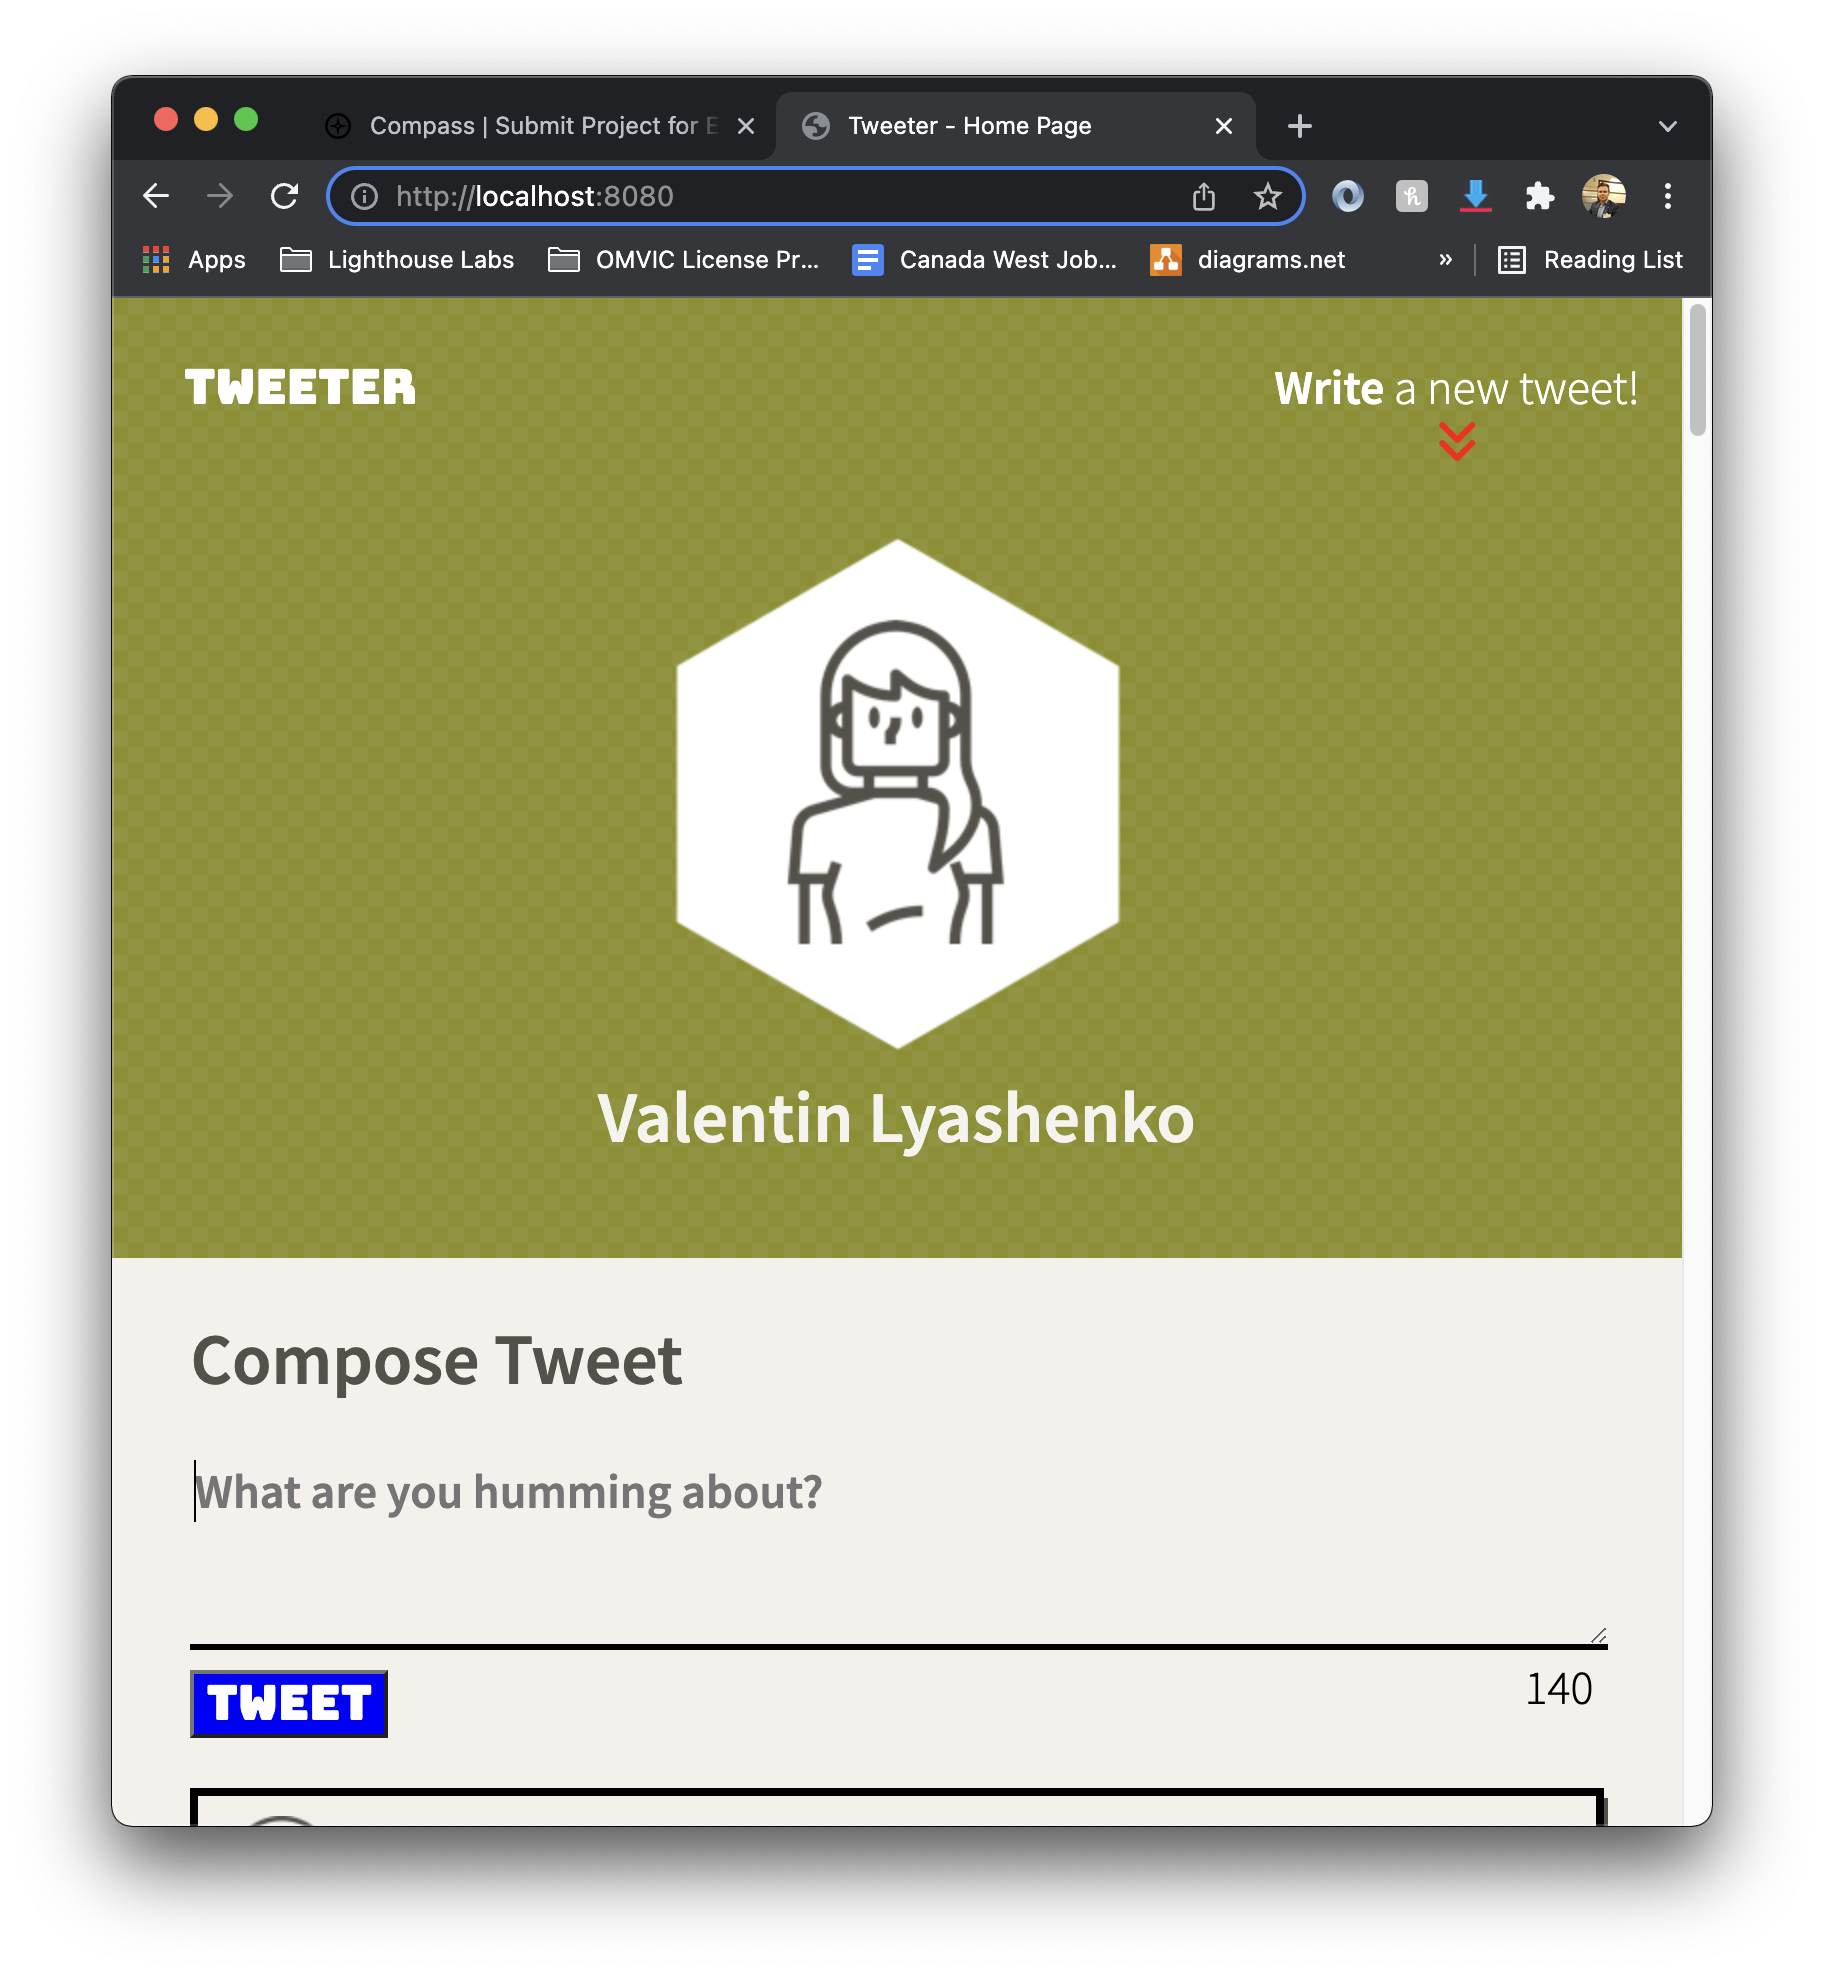 Compass | Submit Project for E
Tweeter - Home Page
http://localhost:8080
Apps
Lighthouse Labs
OMVIC License Pr...
Canada West Job...
diagrams.net
»
Reading List
TWEETER
Write a new tweet!
Valentin Lyashenko
Compose Tweet
What are you humming about?
TWEET
140